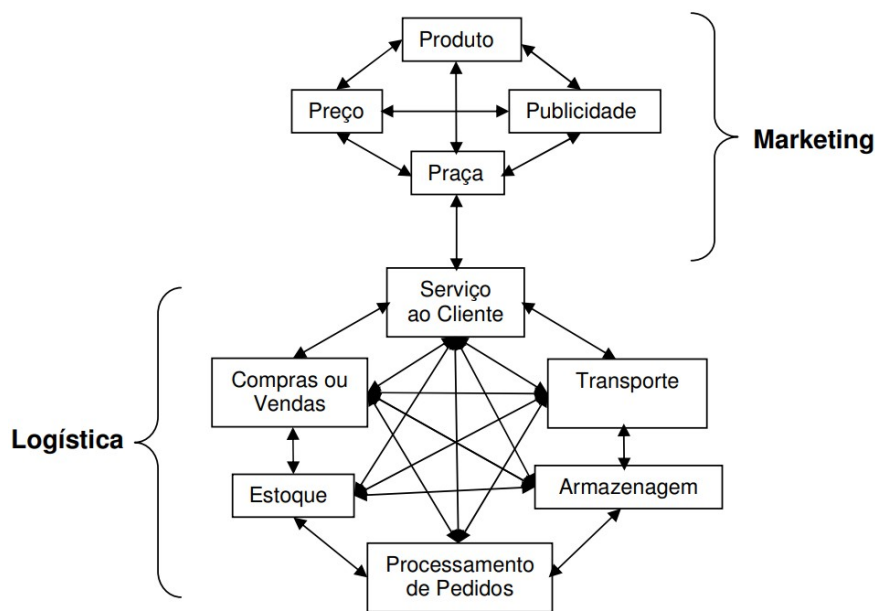 Produto
Preço
Publicidade
Marketing
Praça
Serviço
ao Cliente
Compras ou
Vendas
Transporte
Logística
Estoque
Armazenagem
Processamento
de Pedidos